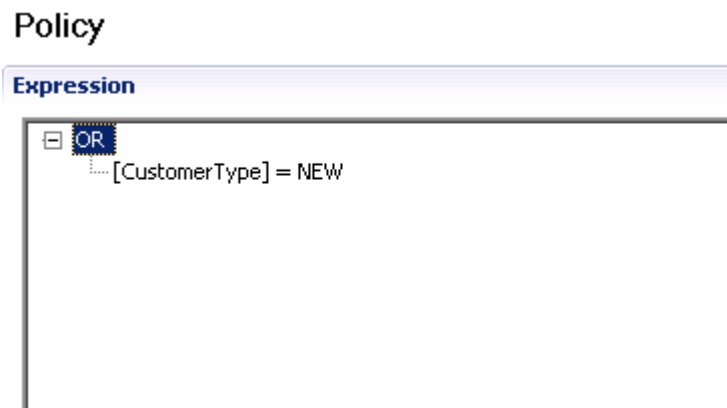 Policy
Expression
OR
[CustomerType] = NEW